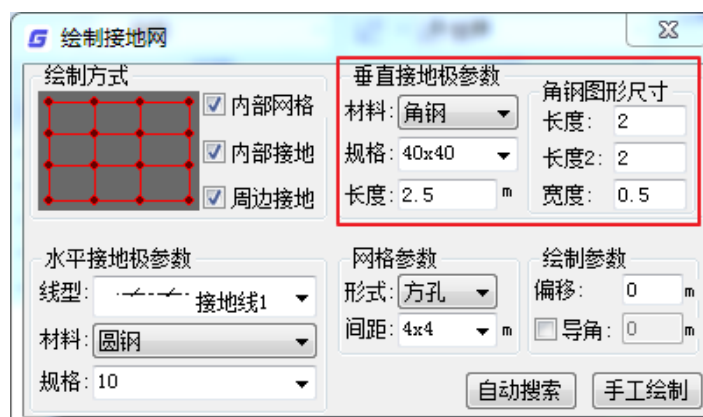 绘制接地网
绘制方式
内部网格
内部接地
周边接地
垂直接地极参数
材料: 角钢
规格: 40x40
长度: 2.5 m
角钢图形尺寸
长度: 2
长度2: 2
宽度: 0.5
水平接地极参数
线型: 接地线1
材料: 圆钢
规格: 10
网格参数
形式: 方孔
间距: 4x4 m
绘制参数
偏移: 0 m
导角: 0 m
自动搜索
手工绘制